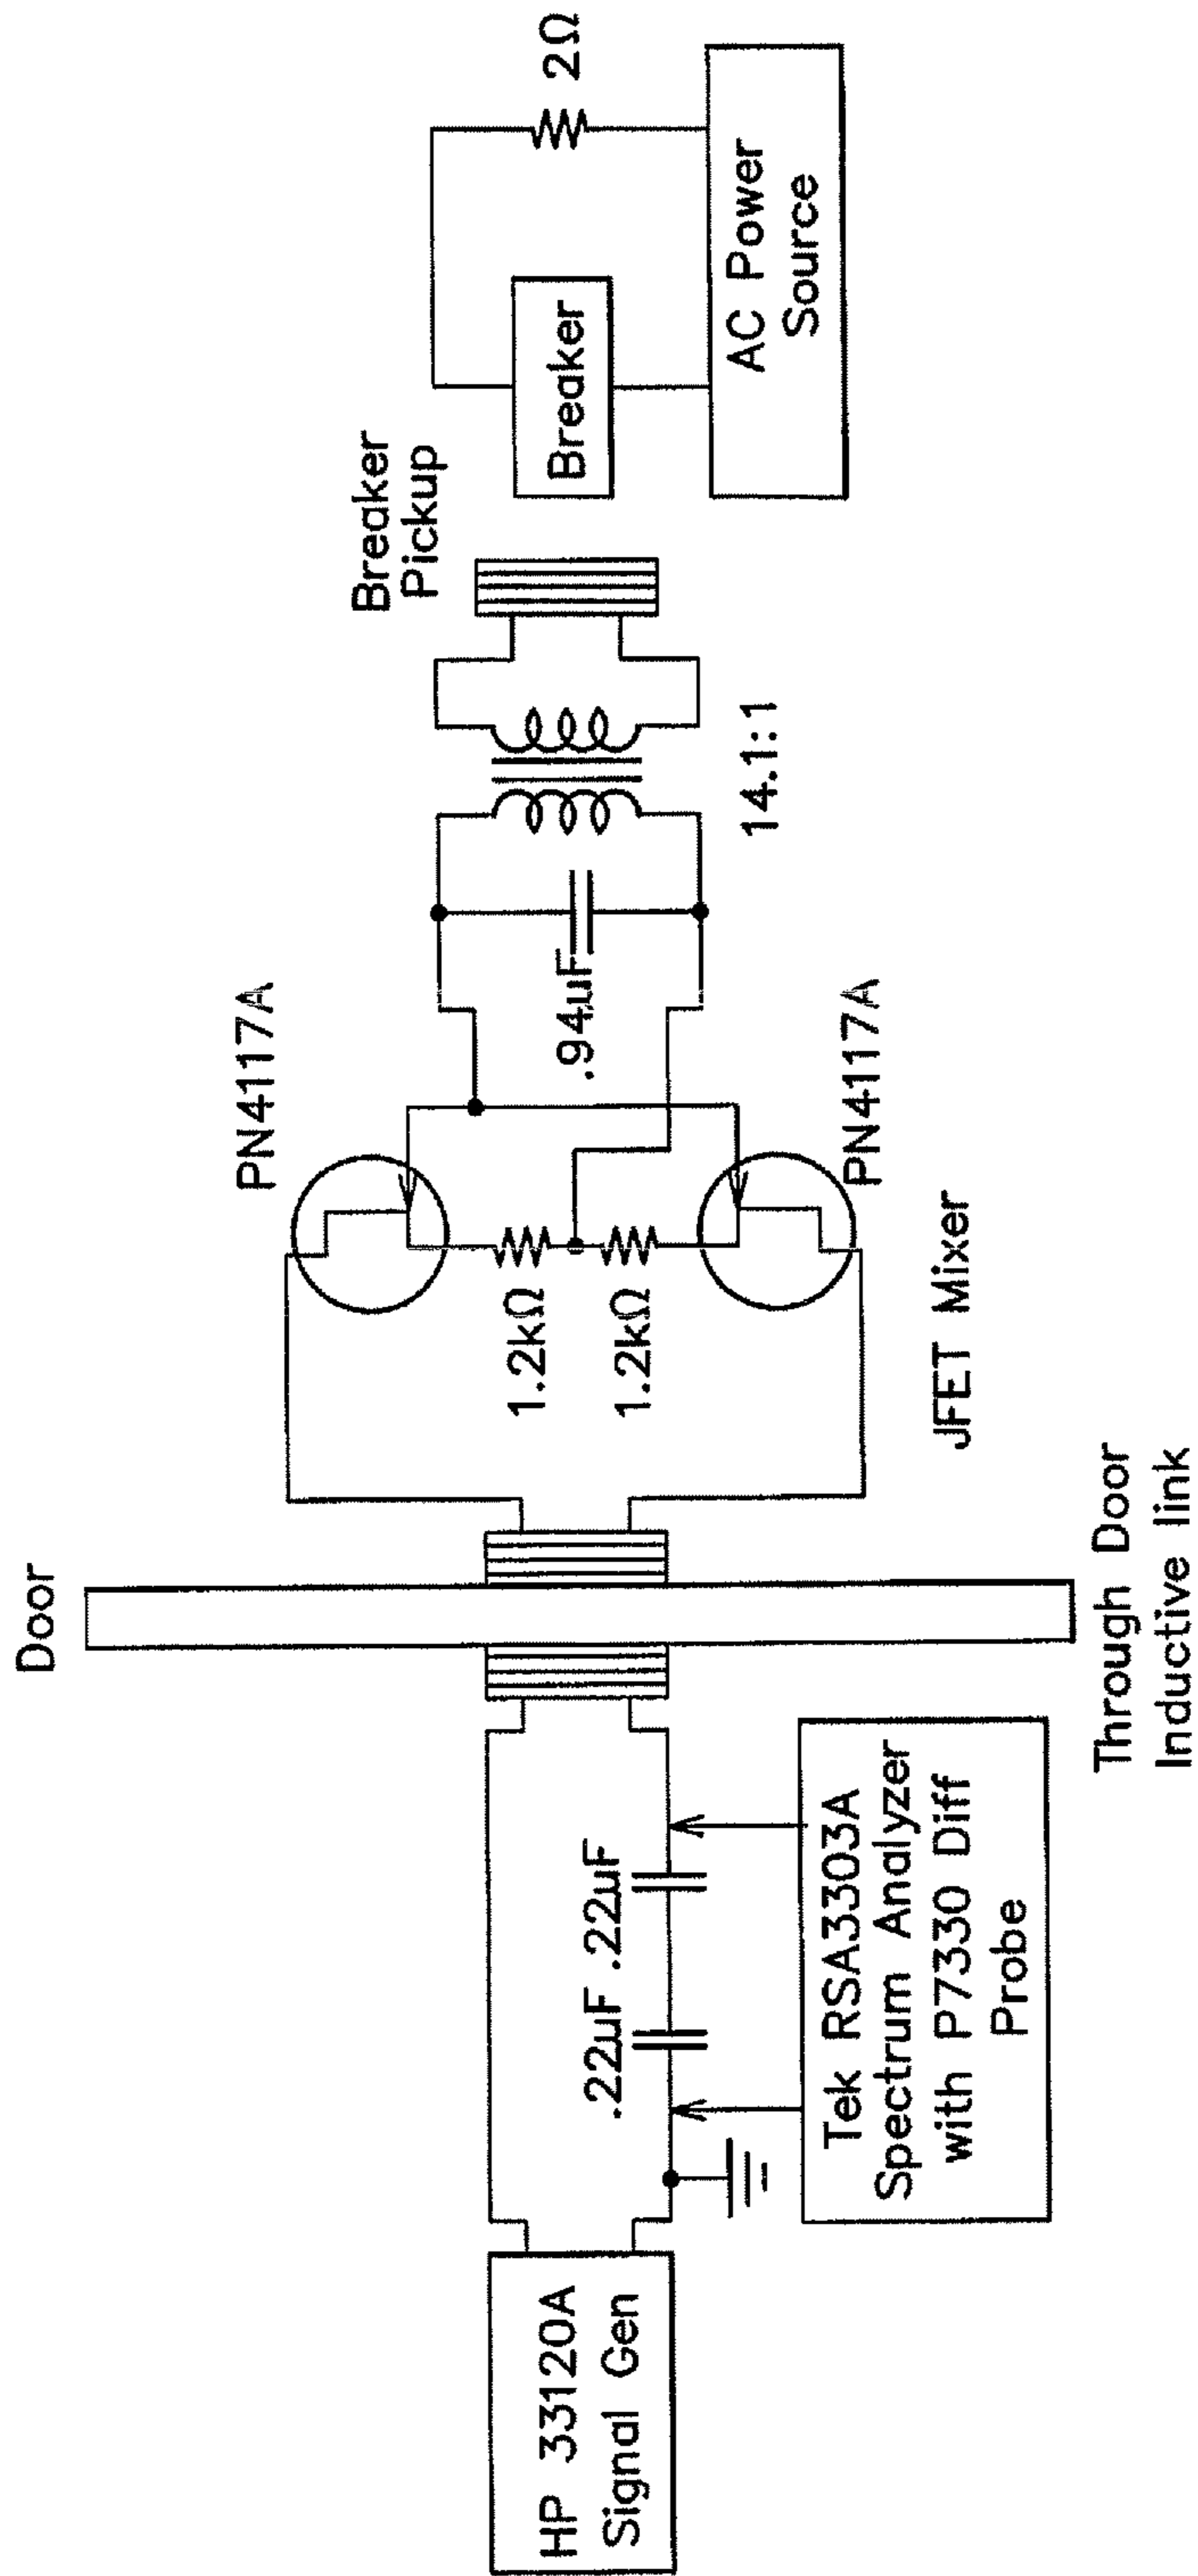 Door
HP 33120A
Signal Gen
.22uF
.22uF
Tek RSA3303A
Spectrum Analyzer
with P7330 Diff
Probe
Through Door
Inductive link
PN4117A
1.2kΩ
1.2kΩ
PN4117A
JFET Mixer
.94uF
14.1:1
Breaker
Pickup
Breaker
2Ω
AC Power
Source